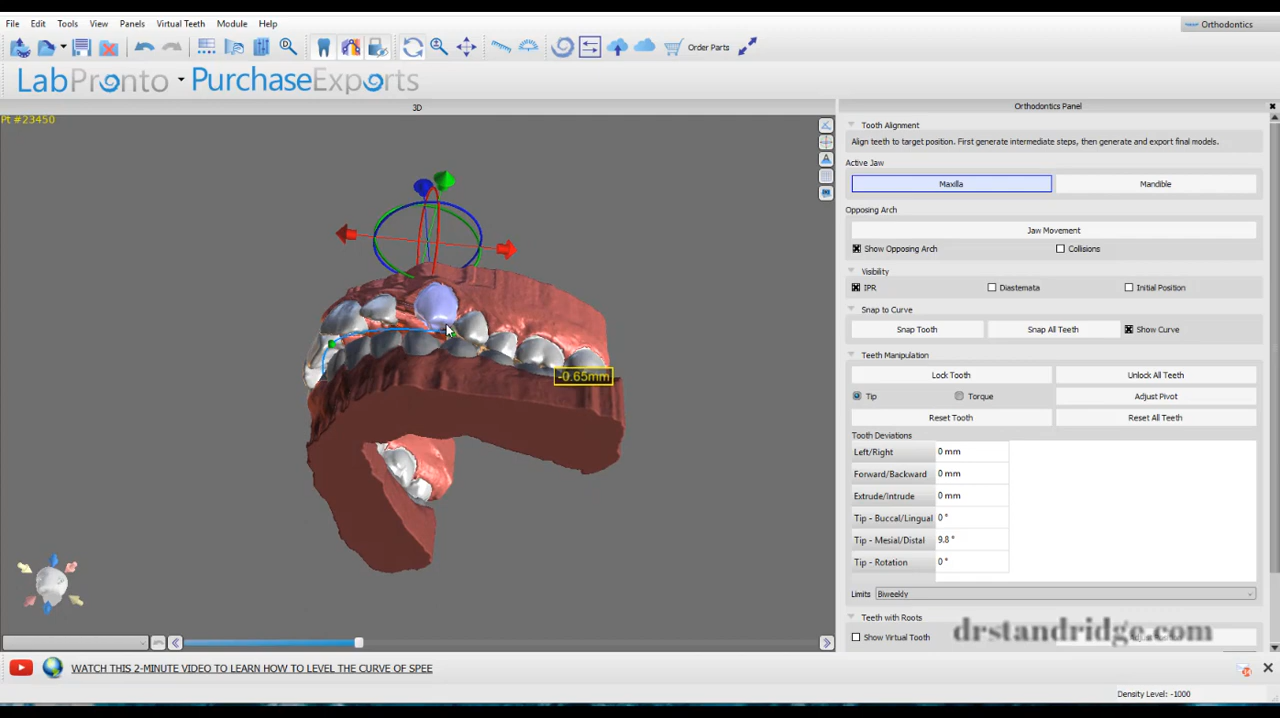 File Edit Tools View Panels Virtual Teeth Module Help
Orthodontics
Order Parts
LabPronto PurchaseExports
3D
Orthodontics Panel
Pt #23450
Tooth Alignment
Align teeth to target position. First generate intermediate steps, then generate and export final models.
Active Jaw
Maxilla Mandible
Opposing Arch
Jaw Movement
Show Opposing Arch Collisions
Visibility
IPR Diastemata Initial Position
Snap to Curve
Snap Tooth Snap All Teeth Show Curve
Teeth Manipulation
Lock Tooth Unlock All Teeth
Tip Torque Adjust Pivot
Reset Tooth Reset All Teeth
Tooth Deviations
Left/Right 0 mm
Forward/Backward 0 mm
Extrude/Intrude 0 mm
Tip - Buccal/Lingual 0 °
Tip - Mesial/Distal 9.8 °
Tip - Rotation 0 °
-0.65mm
Limits Biweekly
Teeth with Roots
Show Virtual Tooth
drstandridge.com
WATCH THIS 2-MINUTE VIDEO TO LEARN HOW TO LEVEL THE CURVE OF SPEE
Density Level: -1000